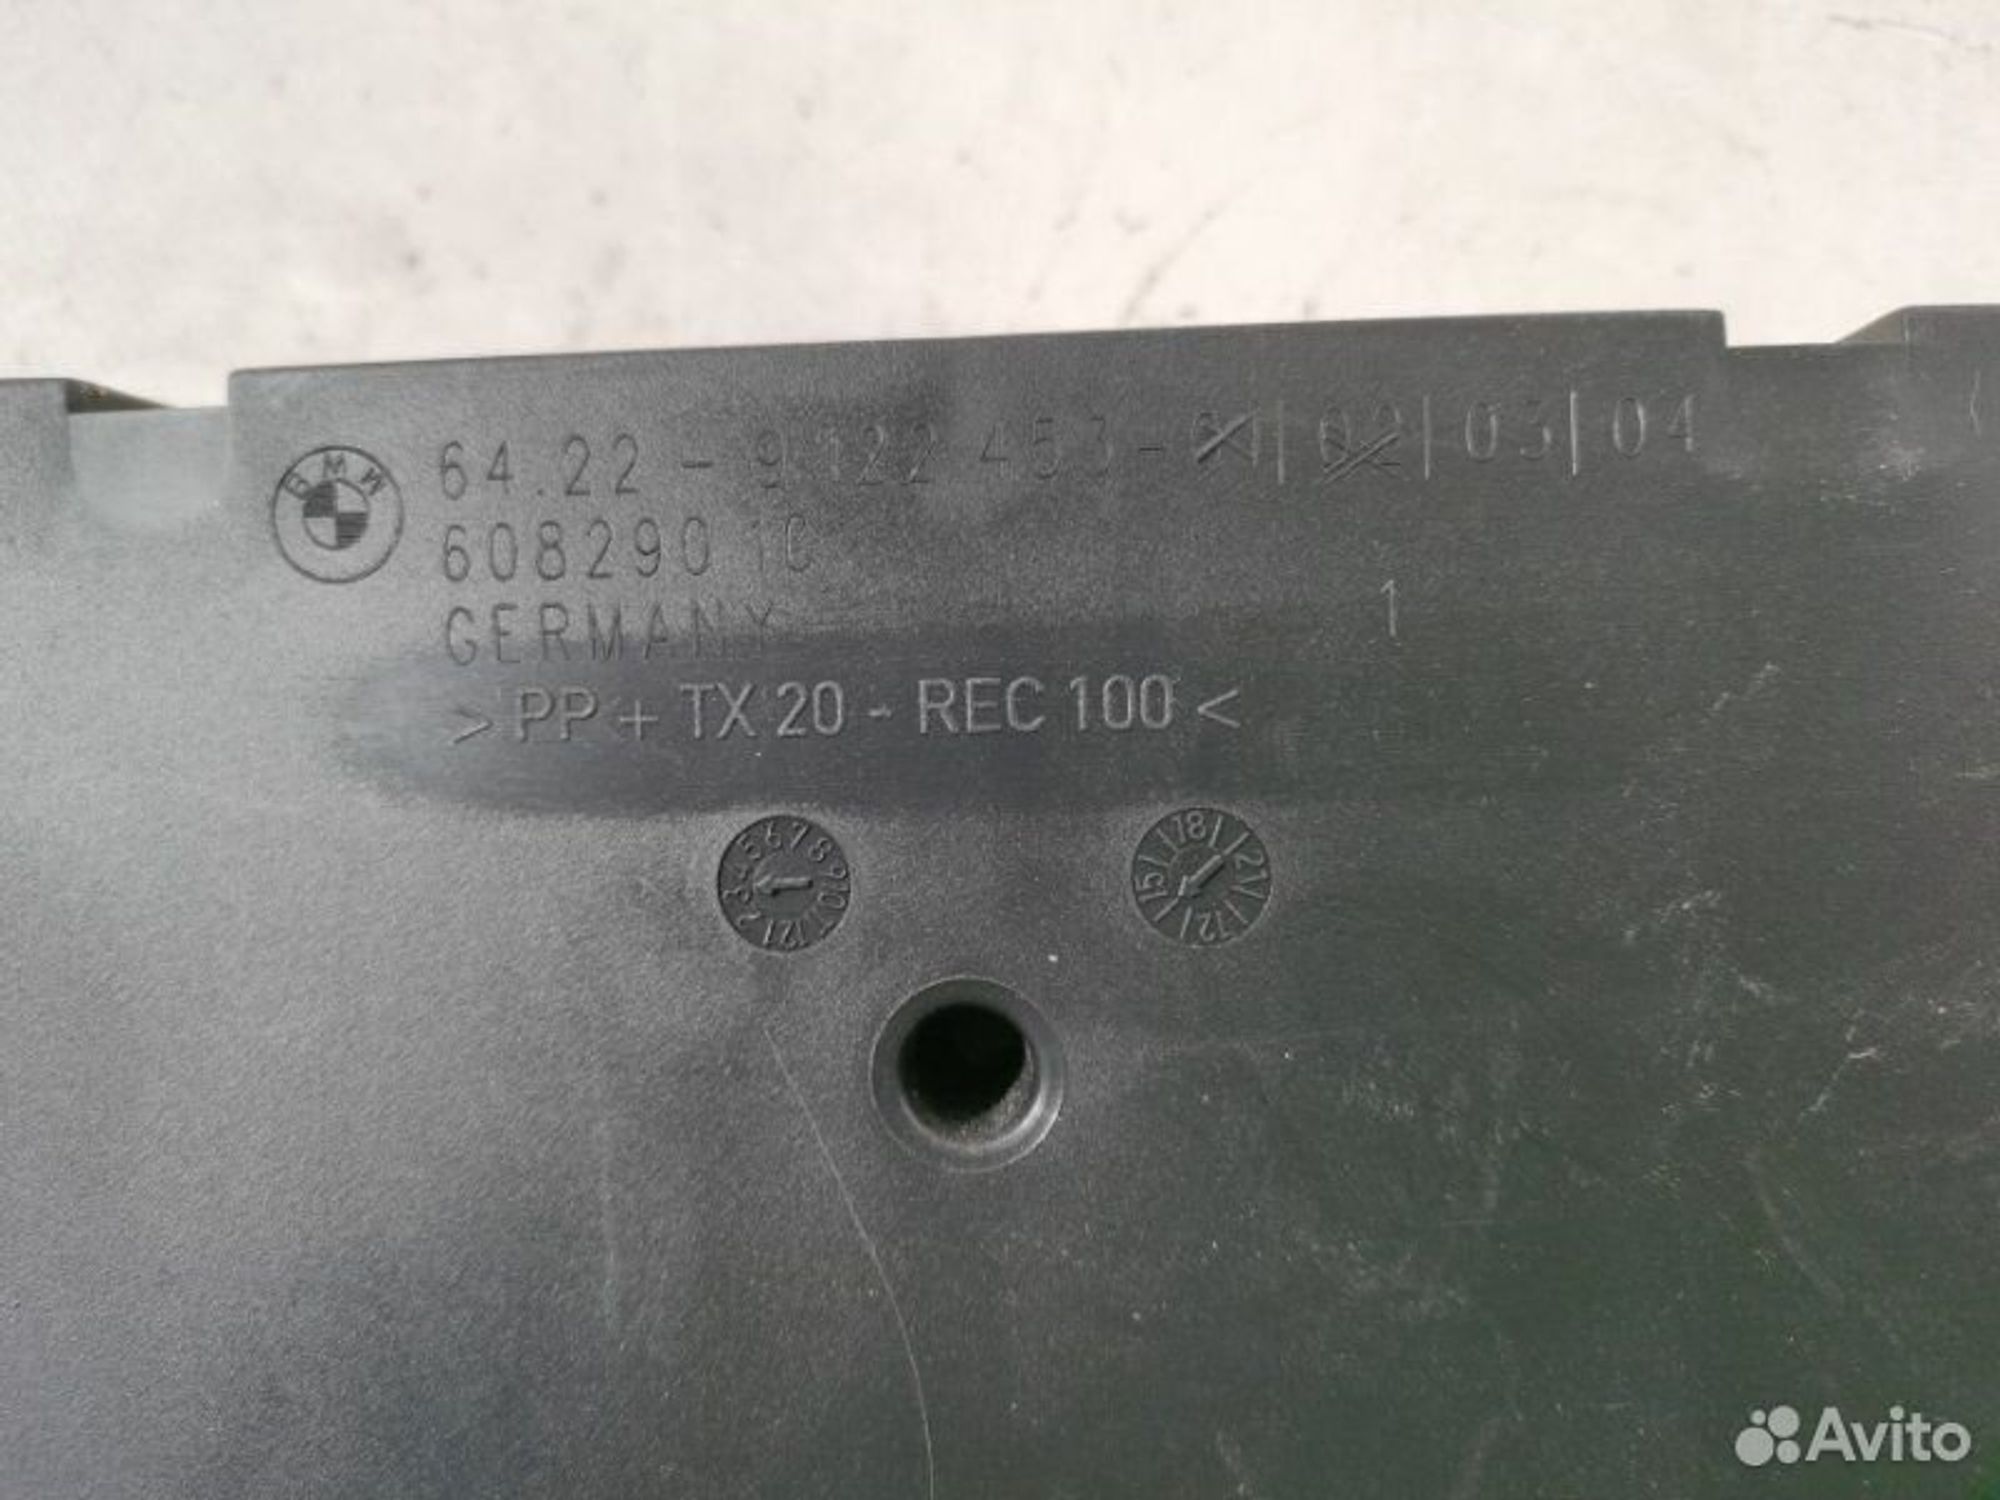 BMW
64.22 - 9 122 453 - 01 | 02 | 03 | 04
608290 1C
GERMANY
1
> PP + TX 20 - REC 100 <
Avito